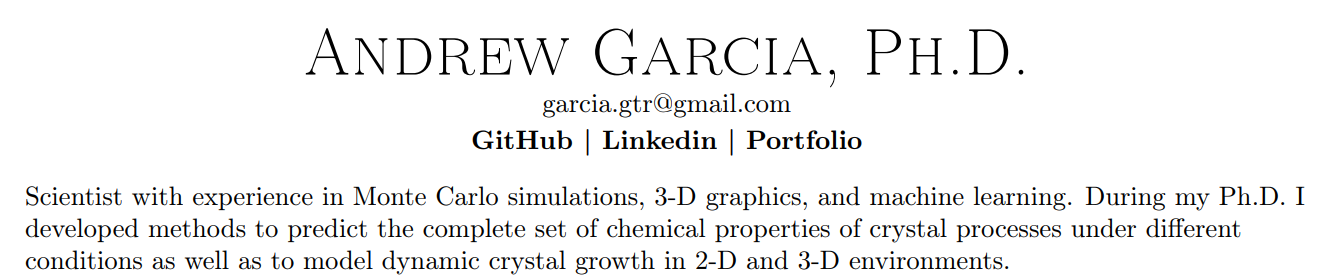 ANDREW GARCIA, PH.D.
garcia.gtr@gmail.com
GitHub | Linkedin | Portfolio
Scientist with experience in Monte Carlo simulations, 3-D graphics, and machine learning. During my Ph.D. I
developed methods to predict the complete set of chemical properties of crystal processes under different
conditions as well as to model dynamic crystal growth in 2-D and 3-D environments.